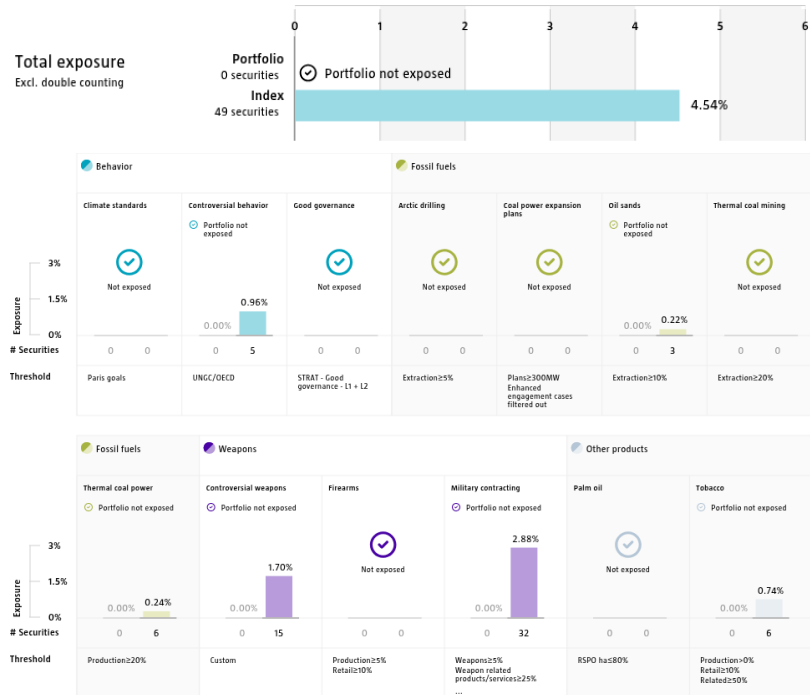 0 1 2 3 4 5 6
Total exposure
Excl. double counting
Portfolio
0 securities
Portfolio not exposed
Index
49 securities
4.54%
Behavior
Fossil fuels
Climate standards
Controversial behavior
Good governance
Arctic drilling
Coal power expansion
plans
Oil sands
Thermal coal mining
Portfolio not
exposed
Portfolio not
exposed
Not exposed
Not exposed
Not exposed
Not exposed
Not exposed
Exposure
3%
1.5%
0%
0.00% 0.96%
0.00% 0.22%
# Securities
0 0 0 5 0 0 0 0 0 0 0 3 0 0
Threshold
Paris goals
UNGC/OECD
STRAT - Good
governance - L1 + L2
Extraction≥5%
Plans≥300MW
Enhanced
engagement cases
filtered out
Extraction≥10%
Extraction≥20%
Fossil fuels
Weapons
Other products
Thermal coal power
Controversial weapons
Firearms
Military contracting
Palm oil
Tobacco
Portfolio not exposed
Portfolio not exposed
Portfolio not exposed
Portfolio not exposed
Not exposed
Not exposed
Exposure
3%
1.5%
0%
0.00% 0.24%
0.00% 1.70%
0.00% 2.88%
0.00% 0.74%
# Securities
0 6 0 15 0 0 0 32 0 0 0 6
Threshold
Production≥20%
Custom
Production≥5%
Retail≥10%
Weapons≥5%
Weapon related
products/services≥25%
...
RSPO ha≤80%
Production>0%
Retail≥10%
Related≥50%